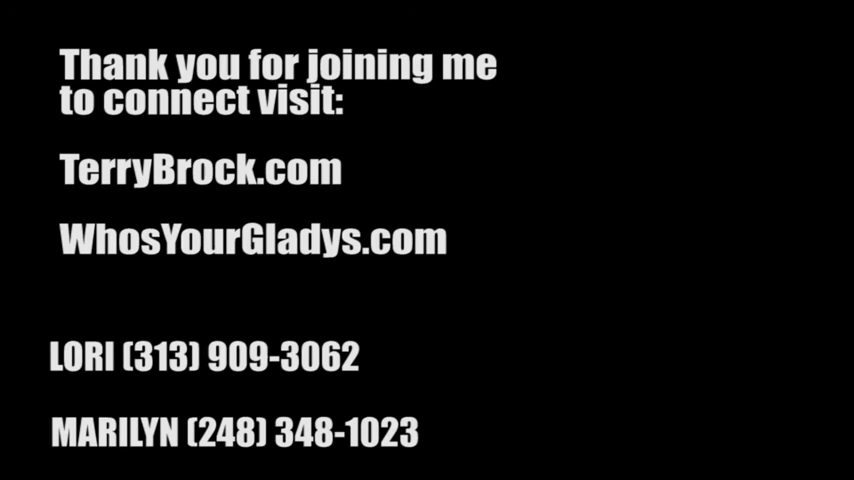 Thank you for joining me
to connect visit:
TerryBrock.com
WhosYourGladys.com
LORI (313) 909-3062
MARILYN (248) 348-1023